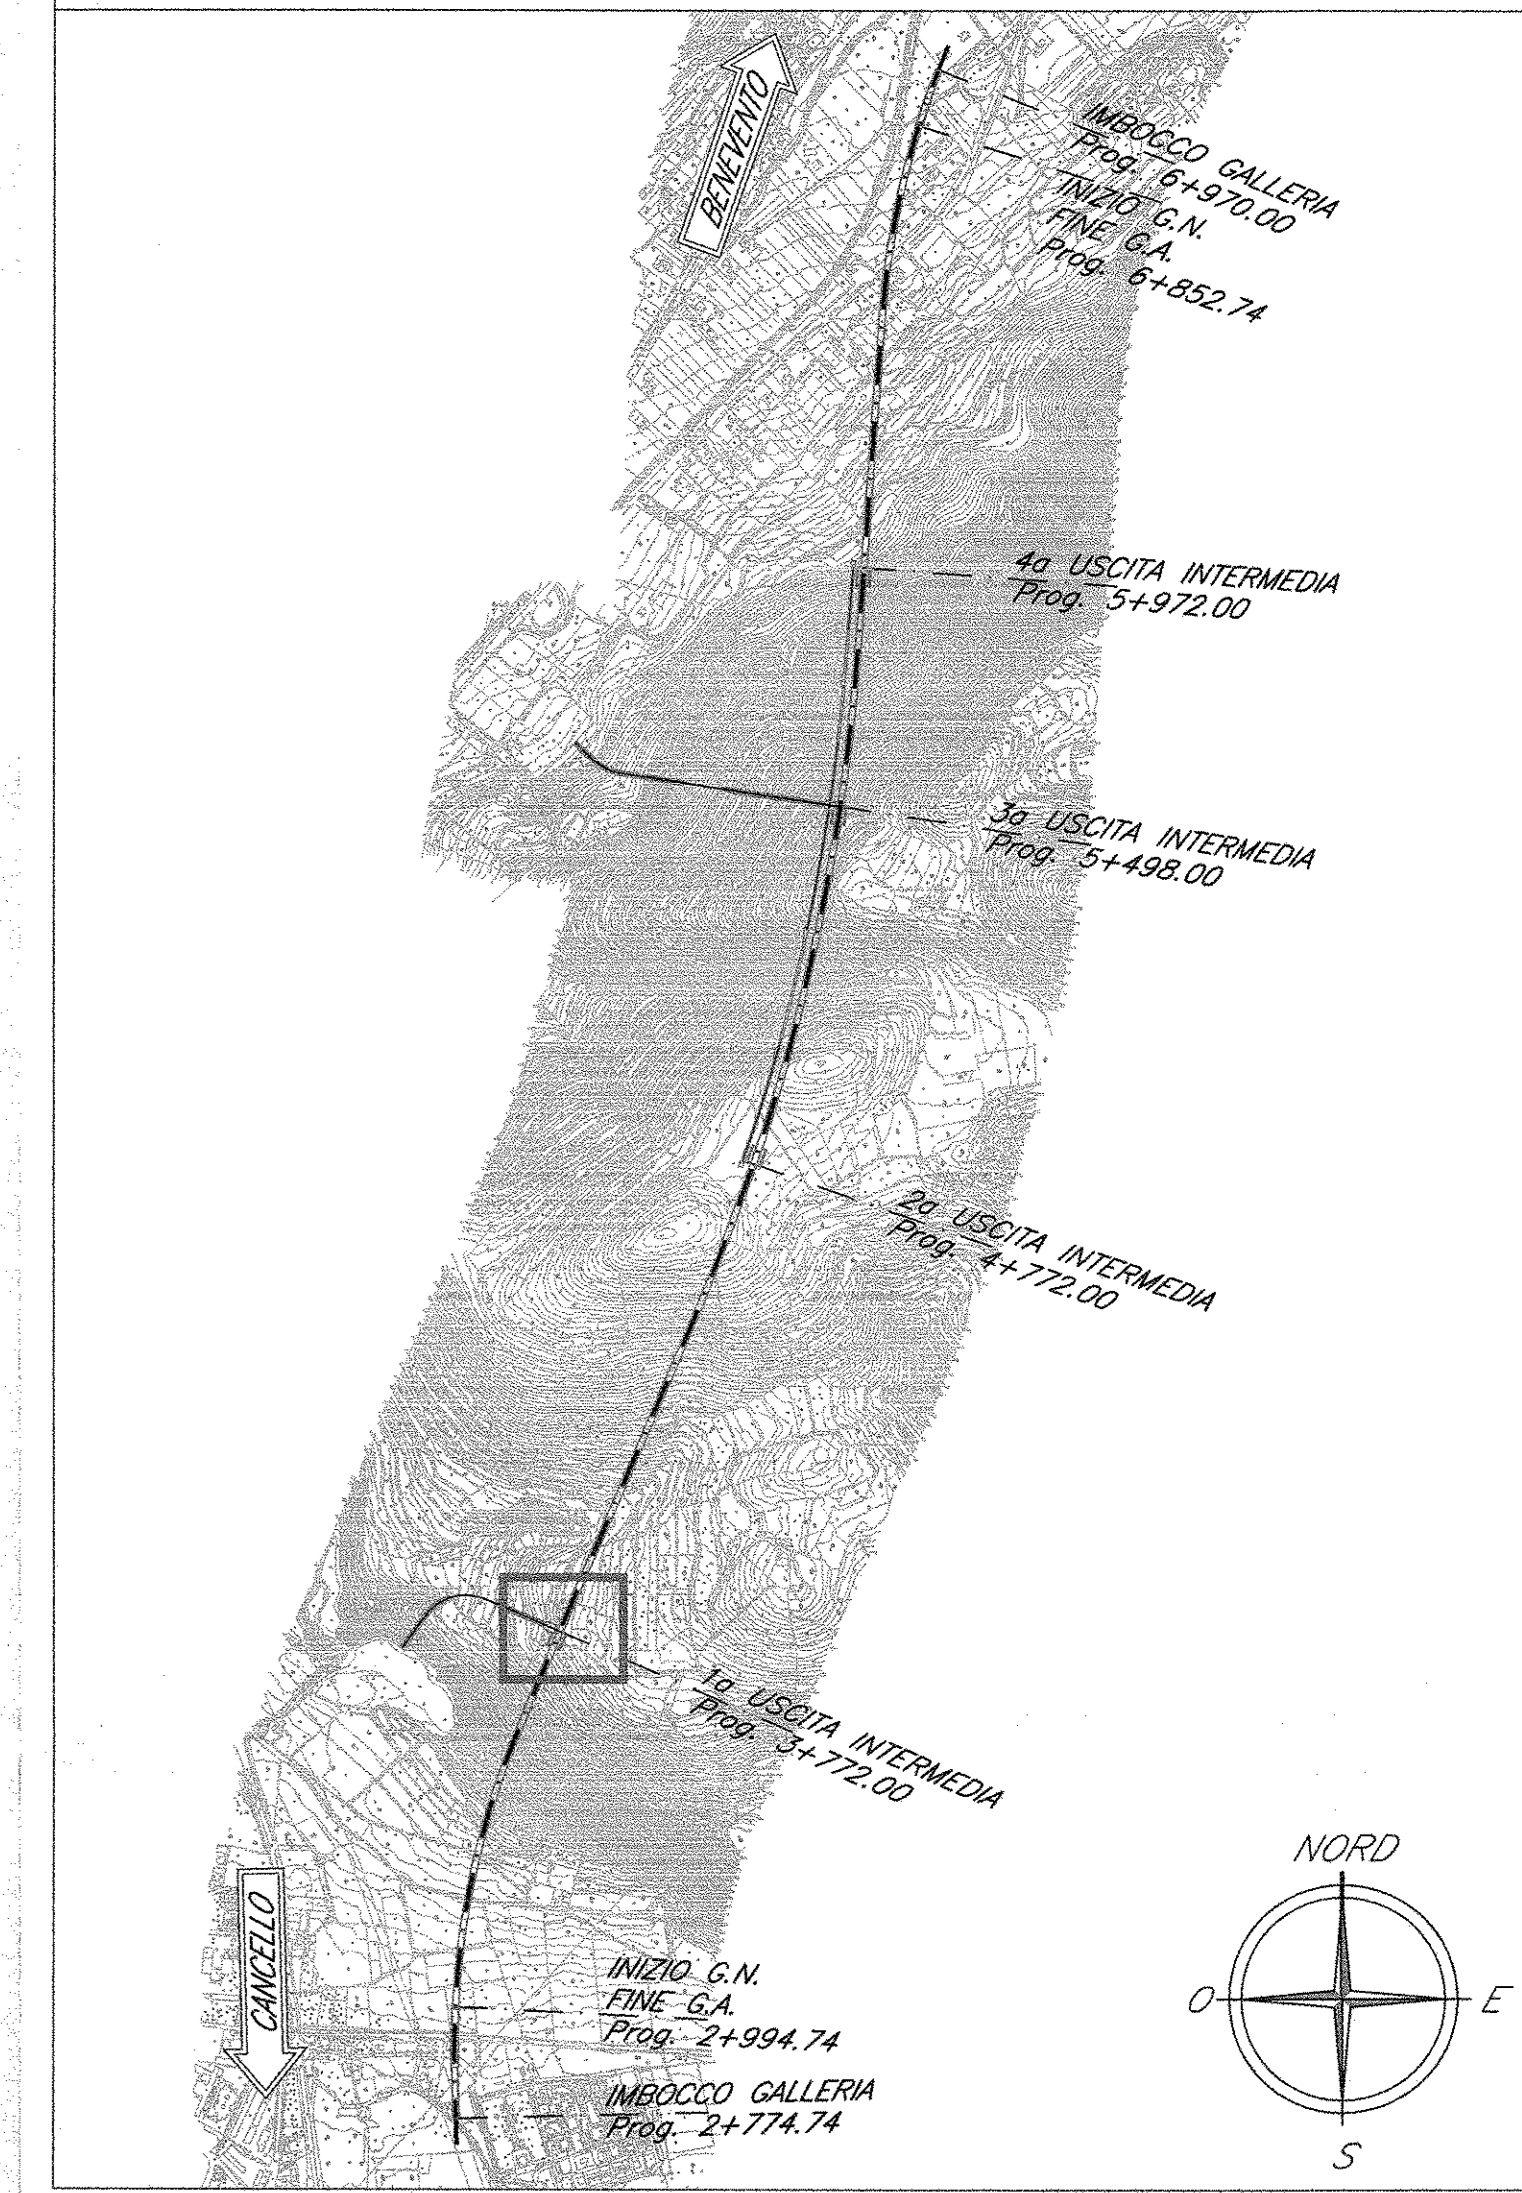 BENEVENTO
IMBOCCO GALLERIA
Prog. 6+970.00
INIZIO G.N.
FINE G.A.
Prog. 6+852.74
4a USCITA INTERMEDIA
Prog. 5+972.00
3a USCITA INTERMEDIA
Prog. 5+498.00
2a USCITA INTERMEDIA
Prog. 4+772.00
1a USCITA INTERMEDIA
Prog. 3+772.00
CANCELLO
INIZIO G.N.
FINE G.A.
Prog. 2+994.74
IMBOCCO GALLERIA
Prog. 2+774.74
NORD
O
E
S